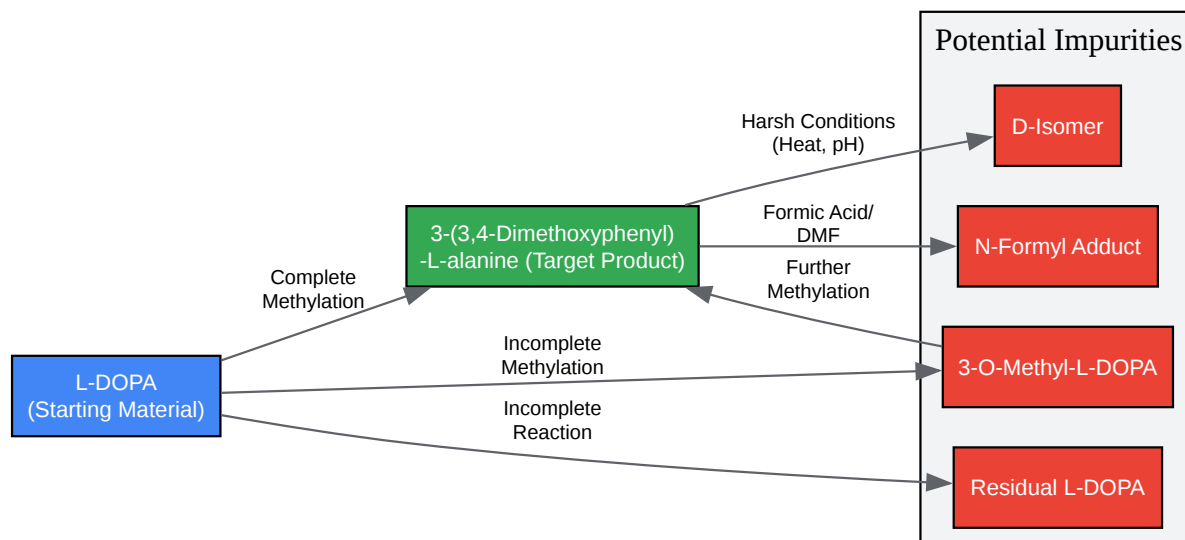 Potential Impurities
D-Isomer
Harsh Conditions
(Heat, pH)
3-(3,4-Dimethoxyphenyl)
-L-alanine (Target Product)
Formic Acid/
DMF
N-Formyl Adduct
Further
Methylation
Complete
Methylation
L-DOPA
(Starting Material)
Incomplete
Methylation
3-O-Methyl-L-DOPA
Incomplete
Reaction
Residual L-DOPA